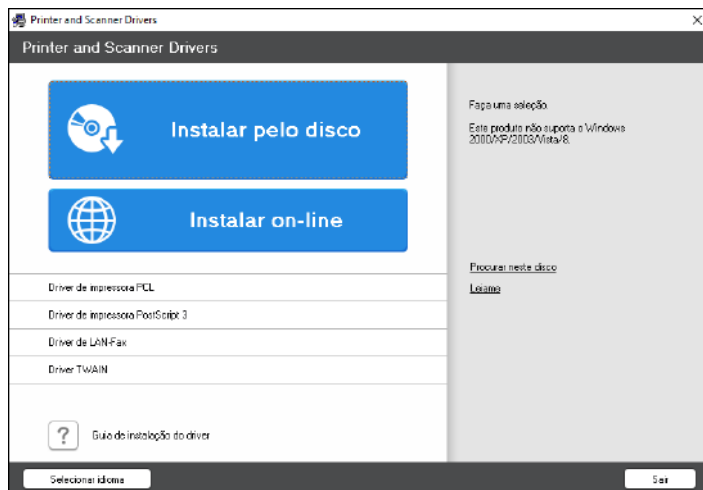 Printer and Scanner Drivers
Printer and Scanner Drivers
Instalar pelo disco
Instalar on-line
Driver de impressora PCL
Driver de impressora PostScript 3
Driver de LAN-Fax
Driver TWAIN
? Guia de instalação do driver
Faça uma seleção.
Este produto não suporta o Windows
2000/XP/2003/Vista/8.
Procurar neste disco
Leiame
Selecionar idioma
Sair